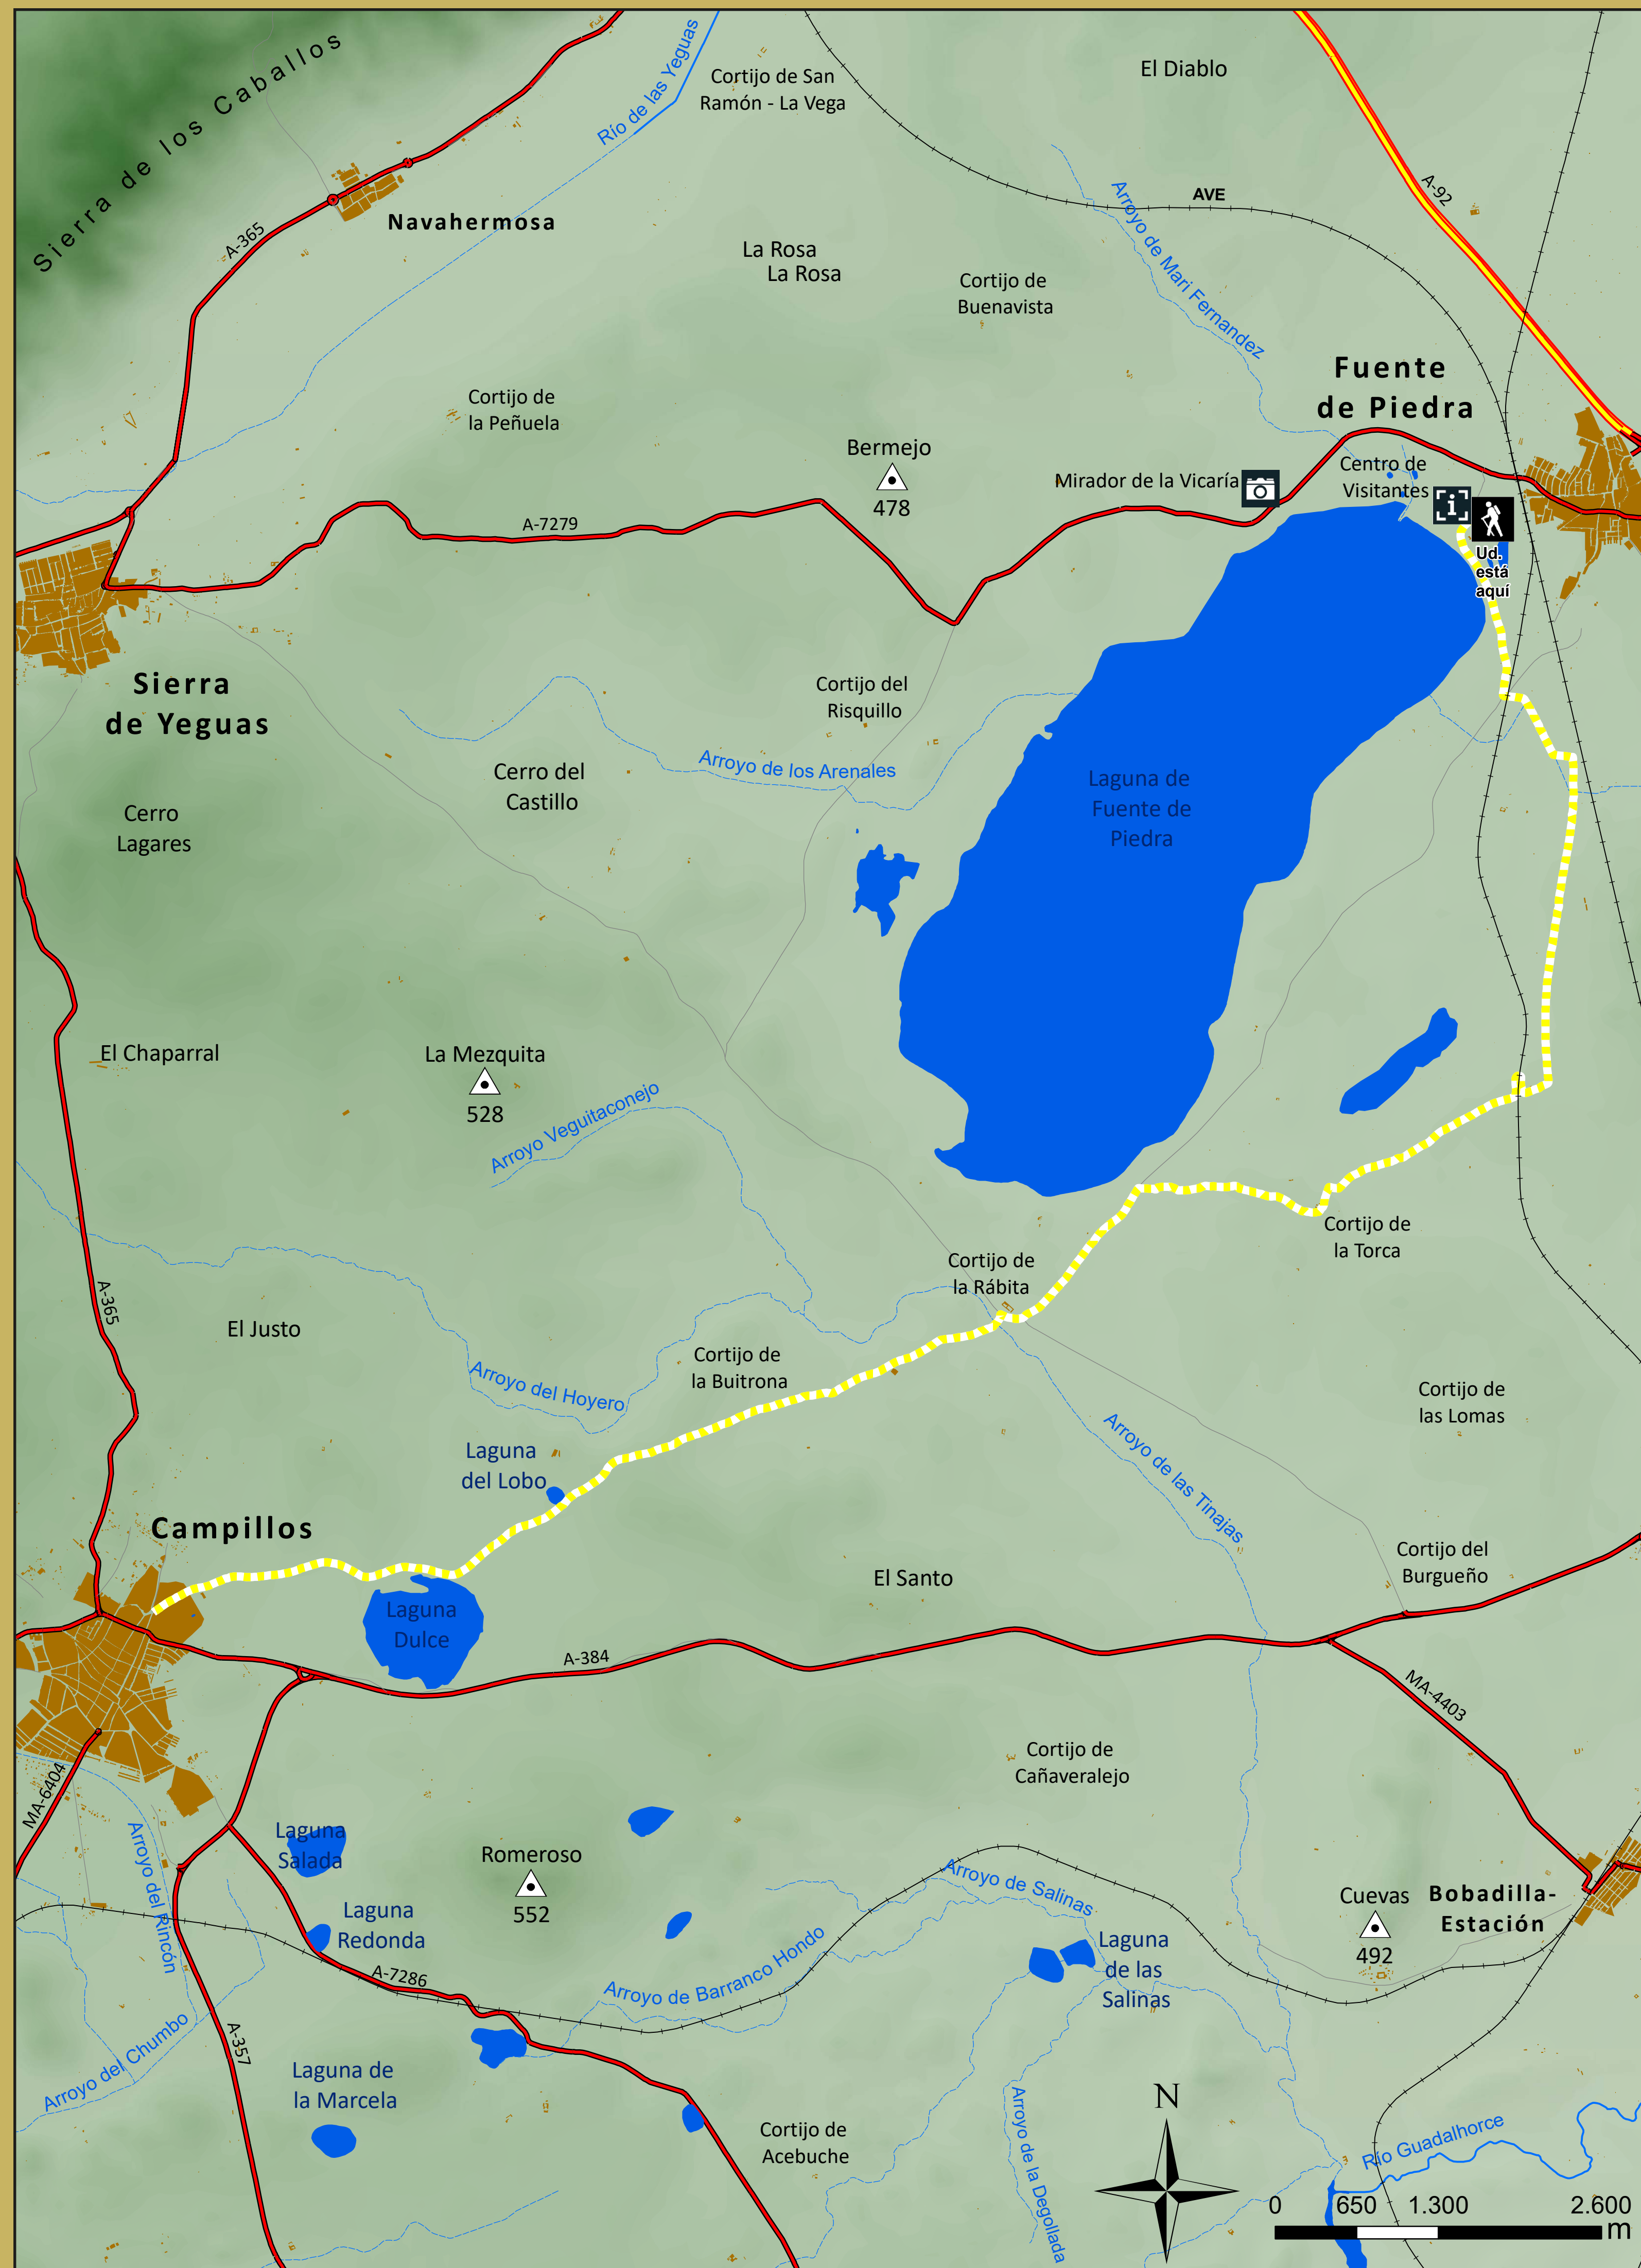 Sierra de los Caballos
Río de las Yeguas
Cortijo de San
Ramón - La Vega
El Diablo
A-92
AVE
Arroyo de Mari Fernandez
Navahermosa
A-365
La Rosa
La Rosa
Cortijo de
Buenavista
Fuente
de Piedra
Cortijo de
la Peñuela
Bermejo
478
Mirador de la Vicaría
Centro de
Visitantes
i
Ud.
está
aquí
A-7279
Sierra
de Yeguas
Cortijo del
Risquillo
Arroyo de los Arenales
Cerro del
Castillo
Laguna de
Fuente de
Piedra
Cerro
Lagares
El Chaparral
La Mezquita
528
Arroyo Veguitaconejo
Cortijo de
la Torca
Cortijo de
la Rábita
A-365
El Justo
Cortijo de
la Buitrona
Arroyo del Hoyero
Cortijo de
las Lomas
Laguna
del Lobo
Arroyo de las Tinajas
Campillos
Cortijo del
Burgueño
El Santo
Laguna
Dulce
A-384
MA-4403
Cortijo de
Cañaveralejo
MA-6404
Arroyo del Rincón
Laguna
Salada
Romeroso
552
Arroyo de Salinas
Cuevas
492
Bobadilla-
Estación
Laguna
Redonda
Laguna
de las
Salinas
A-7286
Arroyo de Barranco Hondo
A-357
Arroyo del Chumbo
Laguna de
la Marcela
Cortijo de
Acebuche
Arroyo de la Degollada
N
Río Guadalhorce
0 650 1.300 2.600
m